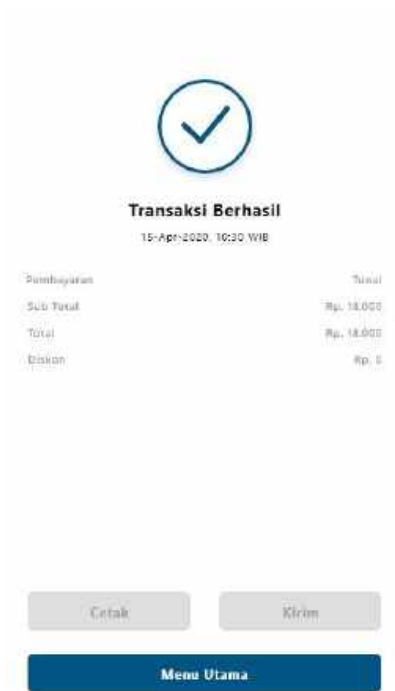 Transaksi Berhasil
15-Apr-2020, 10:30 WIB
Pembayaran Tunai
Sub Total Rp. 18.000
Total Rp. 18.000
Diskon Rp. 0
Cetak Kirim
Menu Utama